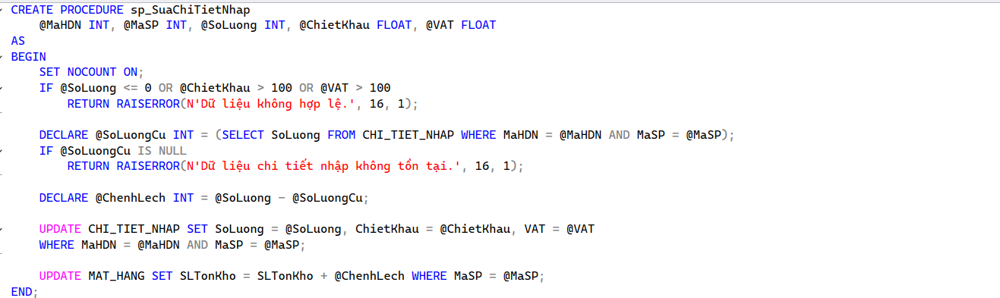 CREATE PROCEDURE sp_SuaChiTietNhap
@MaHDN INT, @MaSP INT, @SoLuong INT, @ChietKhau FLOAT, @VAT FLOAT
AS
BEGIN
SET NOCOUNT ON;
IF @SoLuong <= 0 OR @ChietKhau > 100 OR @VAT > 100
RETURN RAISERROR(N'Dữ liệu không hợp lệ.', 16, 1);
DECLARE @SoLuongCu INT = (SELECT SoLuong FROM CHI_TIET_NHAP WHERE MaHDN = @MaHDN AND MaSP = @MaSP);
IF @SoLuongCu IS NULL
RETURN RAISERROR(N'Dữ liệu chi tiết nhập không tồn tại.', 16, 1);
DECLARE @ChenhLech INT = @SoLuong - @SoLuongCu;
UPDATE CHI_TIET_NHAP SET SoLuong = @SoLuong, ChietKhau = @ChietKhau, VAT = @VAT
WHERE MaHDN = @MaHDN AND MaSP = @MaSP;
UPDATE MAT_HANG SET SLTonKho = SLTonKho + @ChenhLech WHERE MaSP = @MaSP;
END;